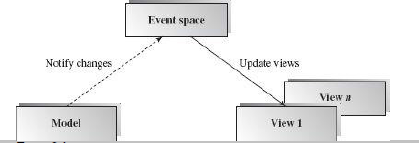 Event space
Notify changes
Update views
View n
Model
View 1